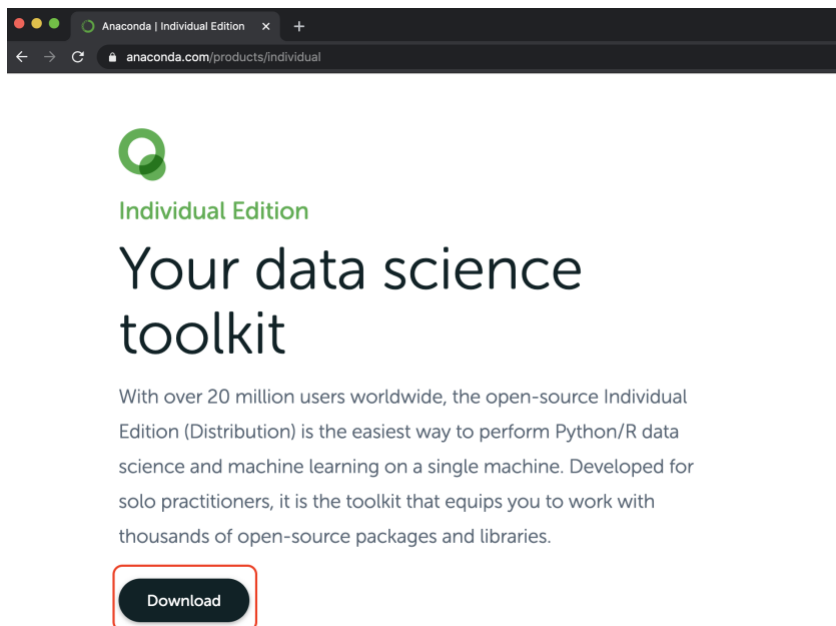 Anaconda | Individual Edition
anaconda.com/products/individual
Individual Edition
Your data science
toolkit
With over 20 million users worldwide, the open-source Individual
Edition (Distribution) is the easiest way to perform Python/R data
science and machine learning on a single machine. Developed for
solo practitioners, it is the toolkit that equips you to work with
thousands of open-source packages and libraries.
Download